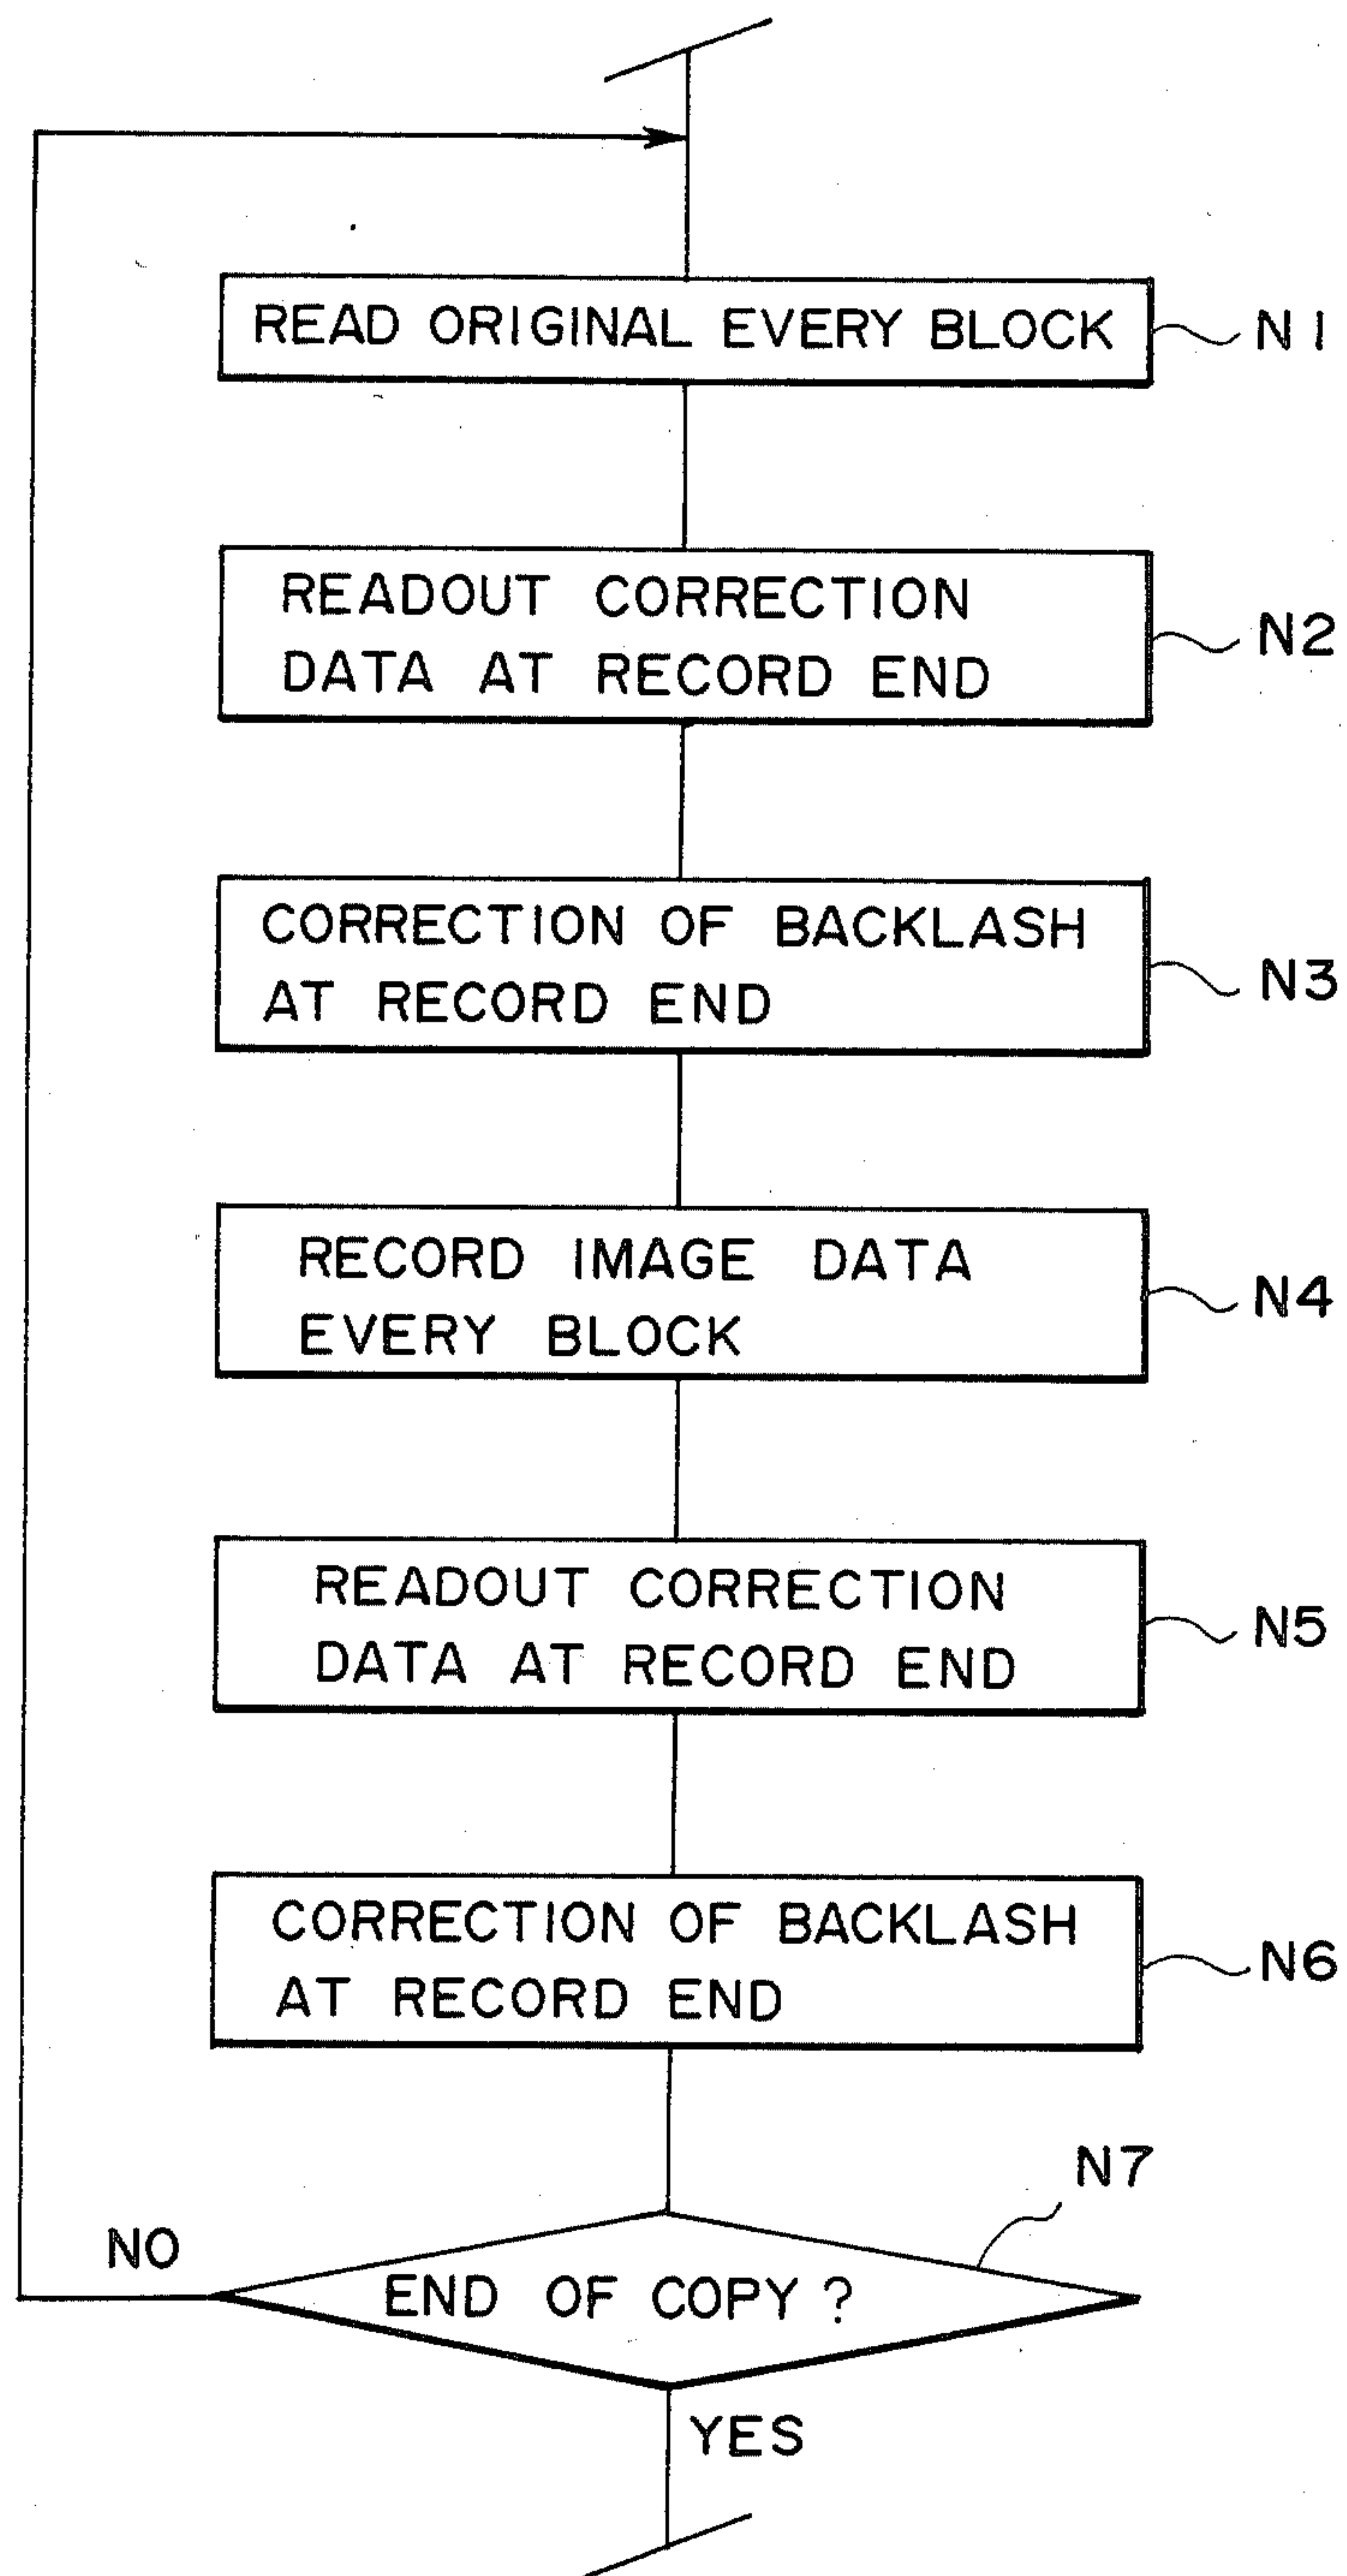 READ ORIGINAL EVERY BLOCK
N1
READOUT CORRECTION
DATA AT RECORD END
N2
CORRECTION OF BACKLASH
AT RECORD END
N3
RECORD IMAGE DATA
EVERY BLOCK
N4
READOUT CORRECTION
DATA AT RECORD END
N5
CORRECTION OF BACKLASH
AT RECORD END
N6
N7
NO
END OF COPY ?
YES